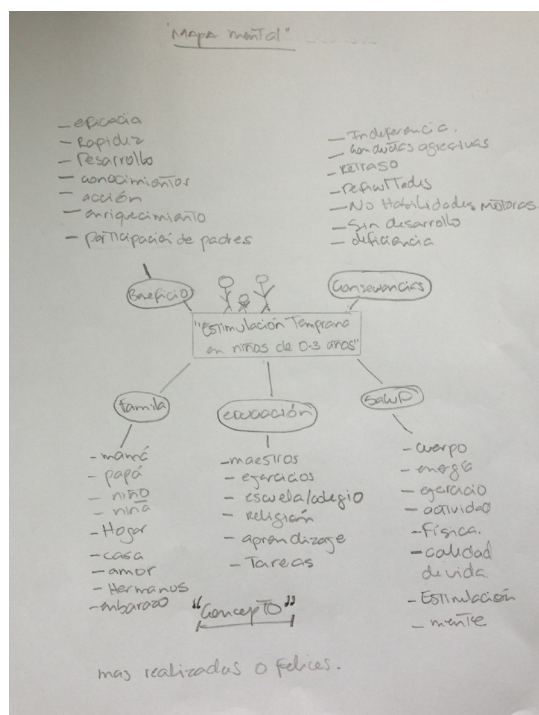 "Mapa mental"
- eficacia
- Rapidez
- Desarrollo
- conocimientos
- acción
- enriquecimiento
- participación de padres
- Indeferencia.
- Conductas agresivas
- retraso
- Deficultades
- No Habilidades motoras
- Sin desarrollo
- deficiencia
Beneficio
Consecuencias
"Estimulación Temprana
en niños de 0-3 años"
familia
educación
Salud
- mamá
- papá
- niño
- niña
- Hogar
- casa
- amor
- Hermanos
- embarazo
- maestros
- ejercicios
- escuela/colegio
- religión
- aprendizaje
- Tareas
- cuerpo
- energía
- ejercicio
- actividad
- Física.
- calidad
de vida
- Estimulación
- mente
"Concepto"
mas realizadas o felices.